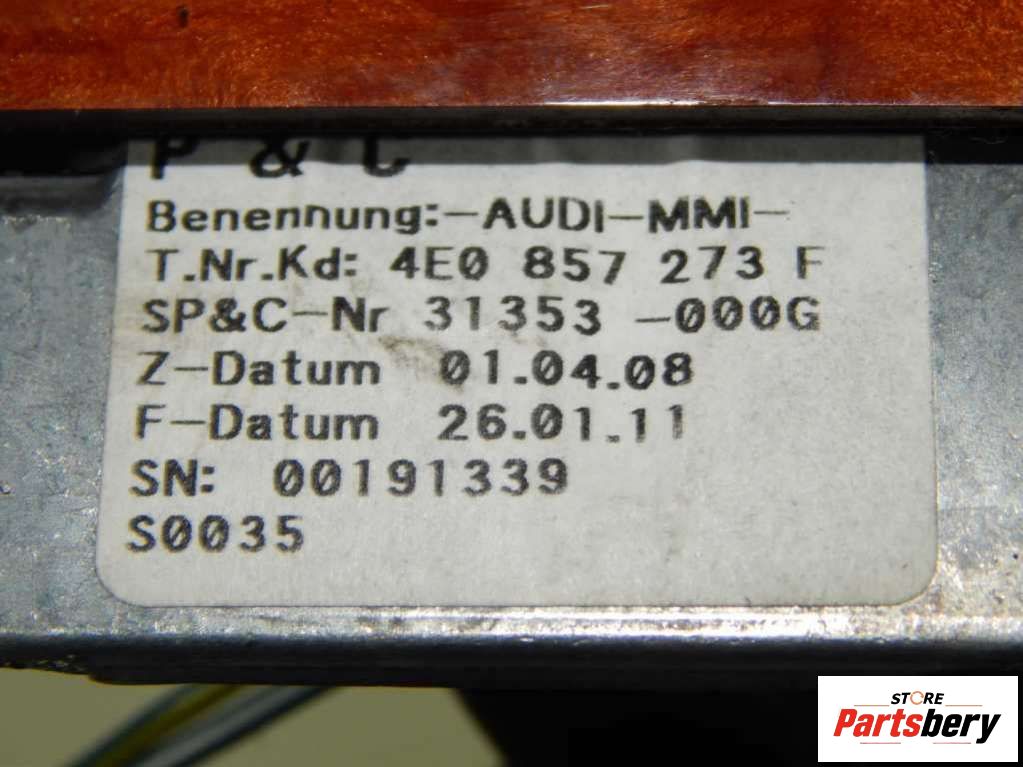 P & C
Benennung:-AUDI-MMI-
T.Nr.Kd: 4E0 857 273 F
SP&C-Nr 31353 -000G
Z-Datum 01.04.08
F-Datum 26.01.11
SN: 00191339
S0035
STORE
Partsbery